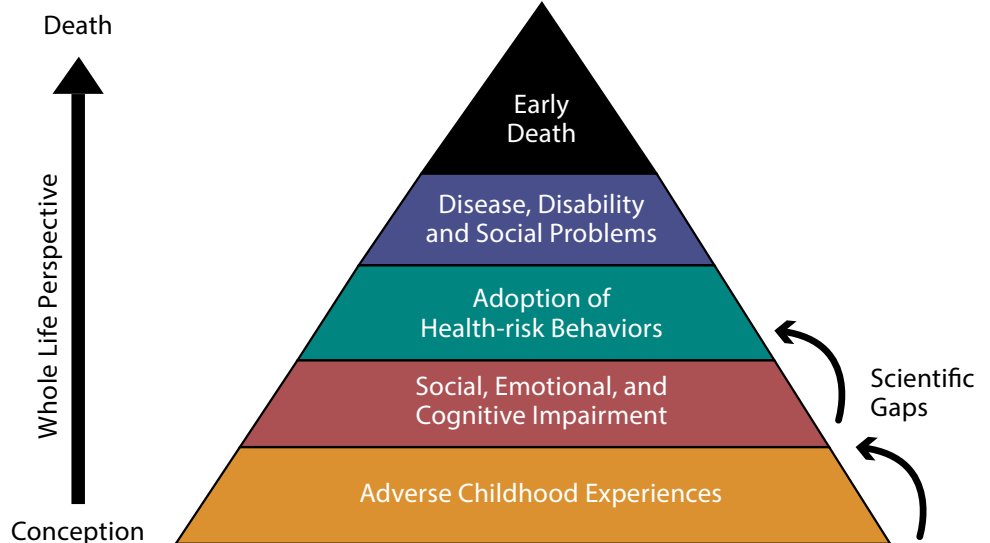 Death
Early
Death
Disease, Disability
and Social Problems
Whole Life Perspective
Adoption of
Health-risk Behaviors
Social, Emotional, and
Cognitive Impairment
Scientific
Gaps
Adverse Childhood Experiences
Conception